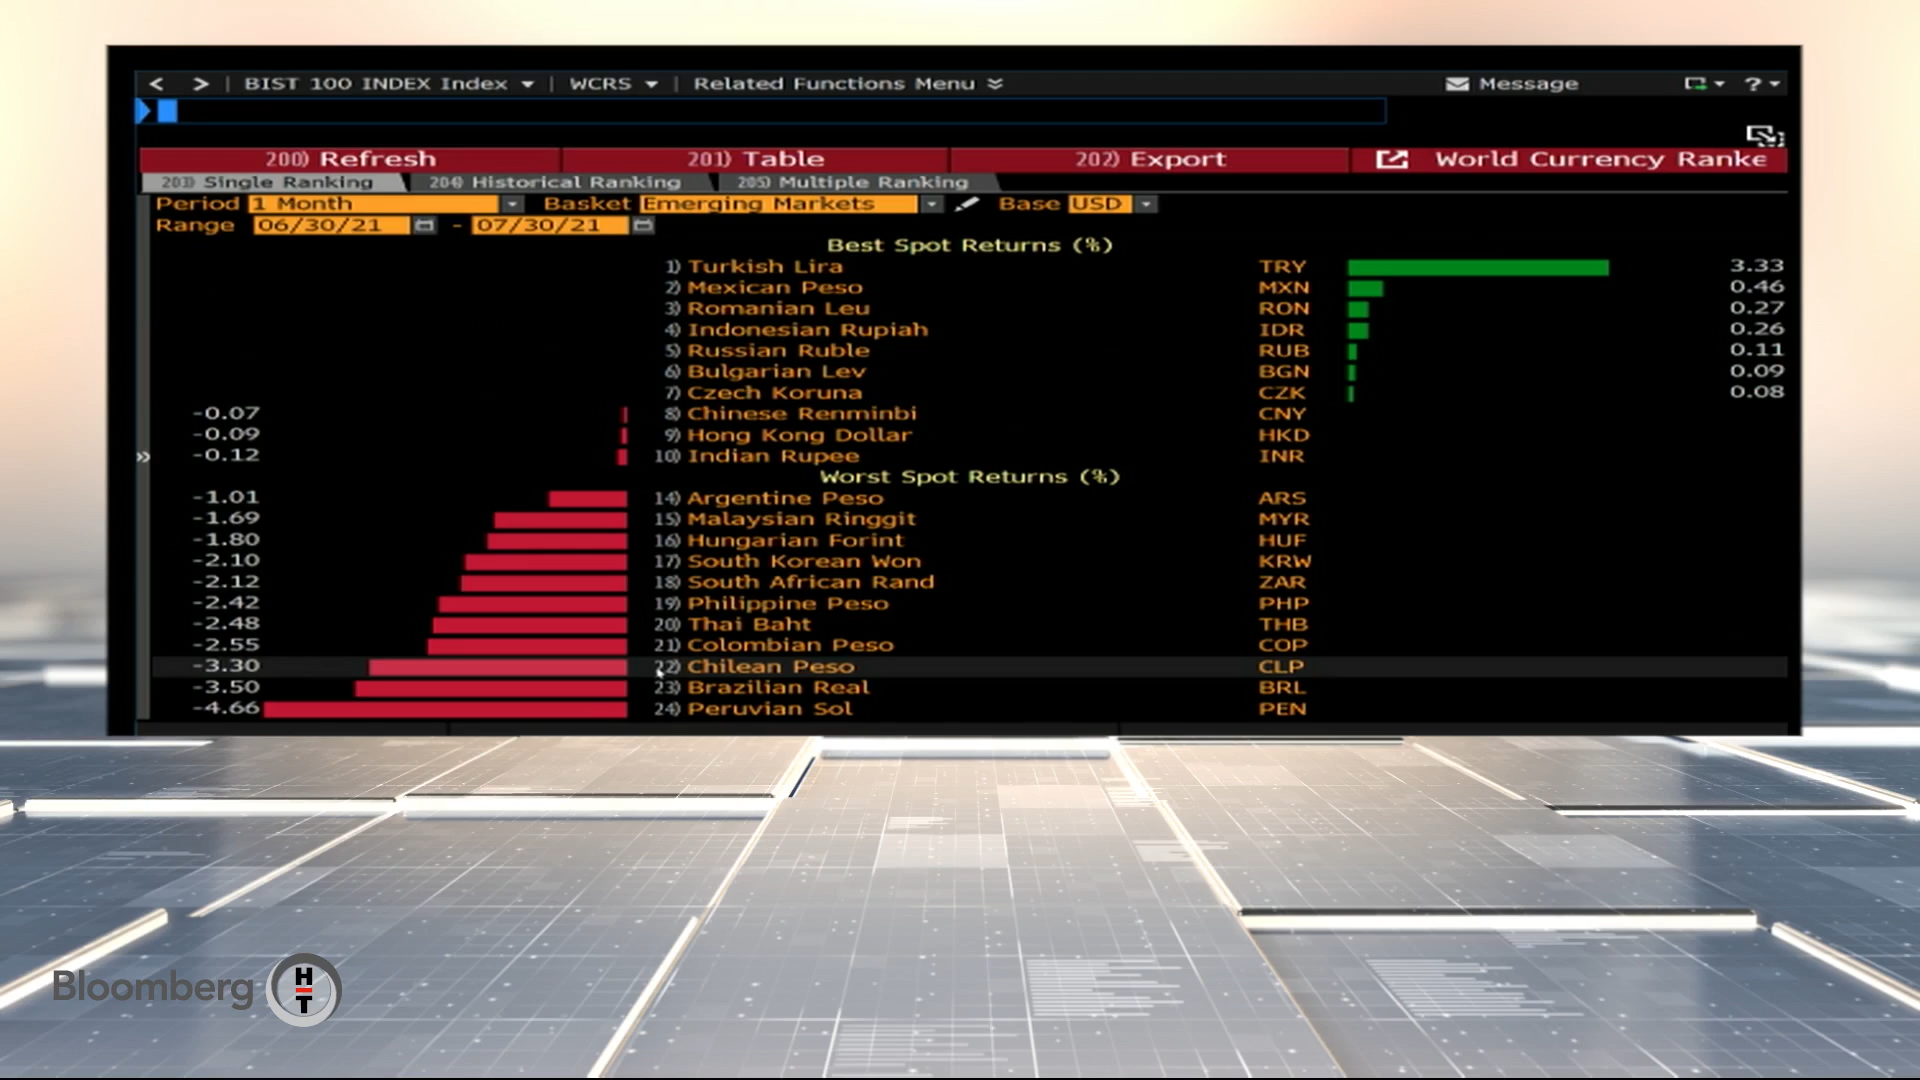 < > | BIST 100 INDEX Index | WCRS | Related Functions Menu Message ?
200) Refresh 201) Table 202) Export World Currency Ranke
203) Single Ranking 204) Historical Ranking 205) Multiple Ranking
Period 1 Month Basket Emerging Markets Base USD
Range 06/30/21 - 07/30/21
Best Spot Returns (%)
1) Turkish Lira TRY 3.33
2) Mexican Peso MXN 0.46
3) Romanian Leu RON 0.27
4) Indonesian Rupiah IDR 0.26
5) Russian Ruble RUB 0.11
6) Bulgarian Lev BGN 0.09
7) Czech Koruna CZK 0.08
-0.07 8) Chinese Renminbi CNY
-0.09 9) Hong Kong Dollar HKD
-0.12 10) Indian Rupee INR
Worst Spot Returns (%)
-1.01 14) Argentine Peso ARS
-1.69 15) Malaysian Ringgit MYR
-1.80 16) Hungarian Forint HUF
-2.10 17) South Korean Won KRW
-2.12 18) South African Rand ZAR
-2.42 19) Philippine Peso PHP
-2.48 20) Thai Baht THB
-2.55 21) Colombian Peso COP
-3.30 22) Chilean Peso CLP
-3.50 23) Brazilian Real BRL
-4.66 24) Peruvian Sol PEN
Bloomberg HT